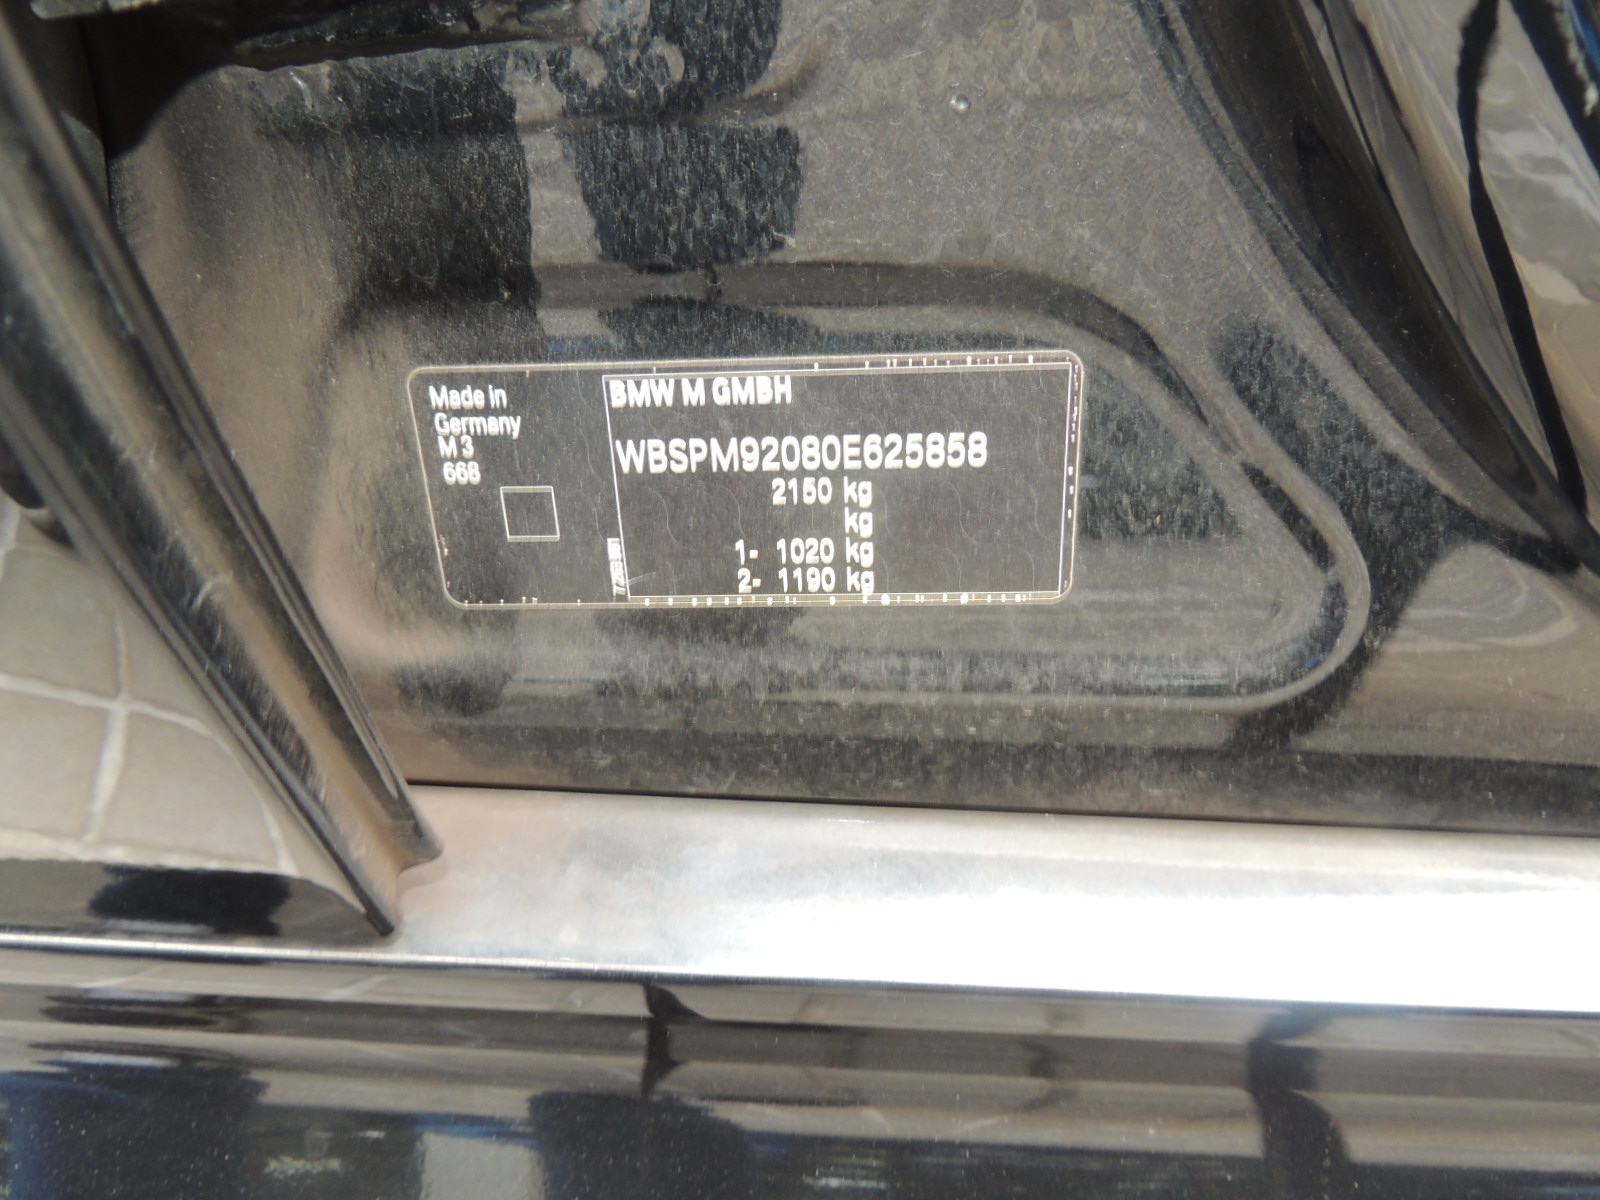 Made in
Germany
M 3
668
BMW M GMBH
WBSPM92080E625858
2150 kg
kg
1- 1020 kg
2- 1190 kg